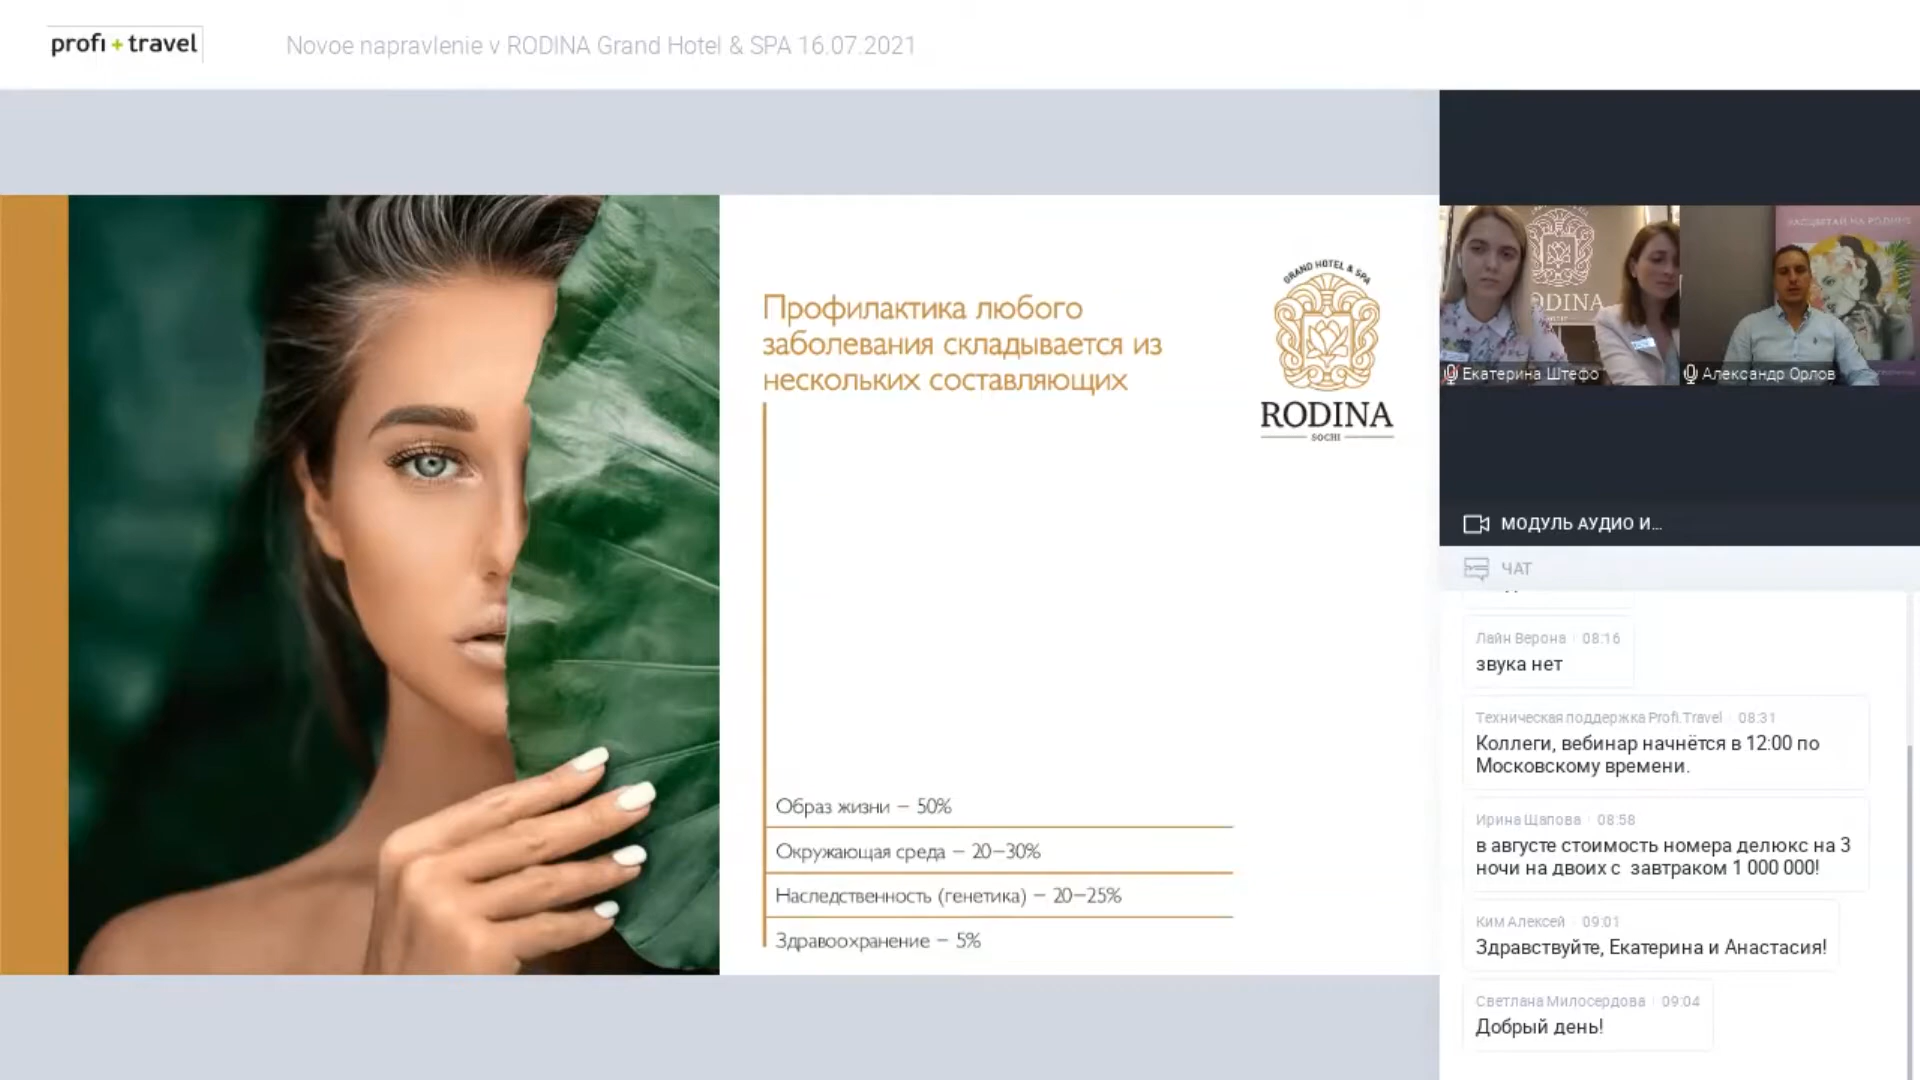 profi + travel
Novoe napravlenie v RODINA Grand Hotel & SPA 16.07.2021
Профилактика любого
заболевания складывается из
нескольких составляющих
GRAND HOTEL & SPA
RODINA
SOCHI
Образ жизни – 50%
Окружающая среда – 20–30%
Наследственность (генетика) – 20–25%
Здравоохранение – 5%
ODINA
РАСЦВЕТАЙ НА РОДИНЕ
Екатерина Штефо
Александр Орлов
МОДУЛЬ АУДИО И...
ЧАТ
Лайн Верона 08:16
звука нет
Техническая поддержка Profi.Travel 08:31
Коллеги, вебинар начнётся в 12:00 по
Московскому времени.
Ирина Щапова 08:58
в августе стоимость номера делюкс на 3
ночи на двоих с завтраком 1 000 000!
Ким Алексей 09:01
Здравствуйте, Екатерина и Анастасия!
Светлана Милосердова 09:04
Добрый день!